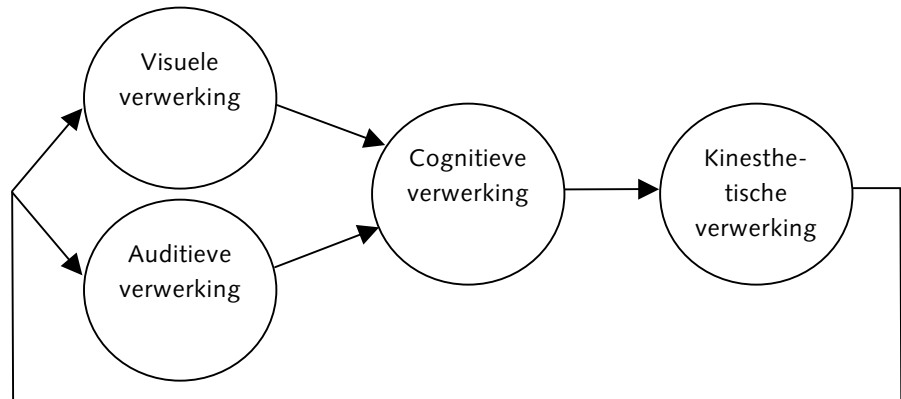 Visuele
verwerking
Auditieve
verwerking
Cognitieve
verwerking
Kinesthe-
tische
verwerking